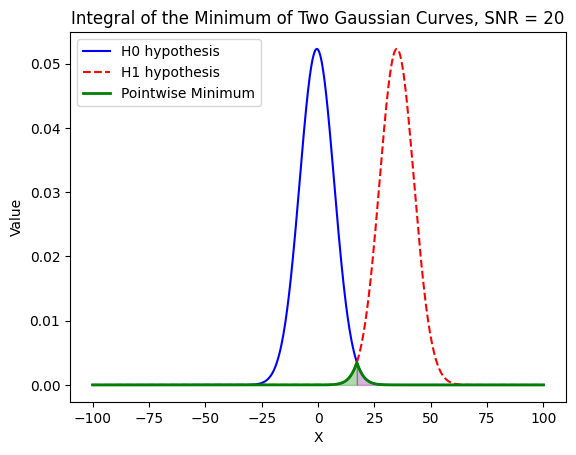 Integral of the Minimum of Two Gaussian Curves, SNR = 20
H0 hypothesis
H1 hypothesis
Pointwise Minimum
Value
0.05
0.04
0.03
0.02
0.01
0.00
−100 −75 −50 −25 0 25 50 75 100
X